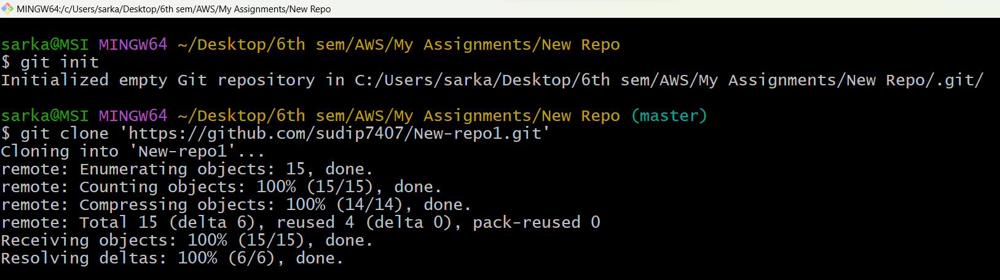 MINGW64:/c/Users/sarka/Desktop/6th sem/AWS/My Assignments/New Repo
sarka@MSI MINGW64 ~/Desktop/6th sem/AWS/My Assignments/New Repo
$ git init
Initialized empty Git repository in C:/Users/sarka/Desktop/6th sem/AWS/My Assignments/New Repo/.git/
sarka@MSI MINGW64 ~/Desktop/6th sem/AWS/My Assignments/New Repo (master)
$ git clone 'https://github.com/sudip7407/New-repo1.git'
Cloning into 'New-repo1'...
remote: Enumerating objects: 15, done.
remote: Counting objects: 100% (15/15), done.
remote: Compressing objects: 100% (14/14), done.
remote: Total 15 (delta 6), reused 4 (delta 0), pack-reused 0
Receiving objects: 100% (15/15), done.
Resolving deltas: 100% (6/6), done.